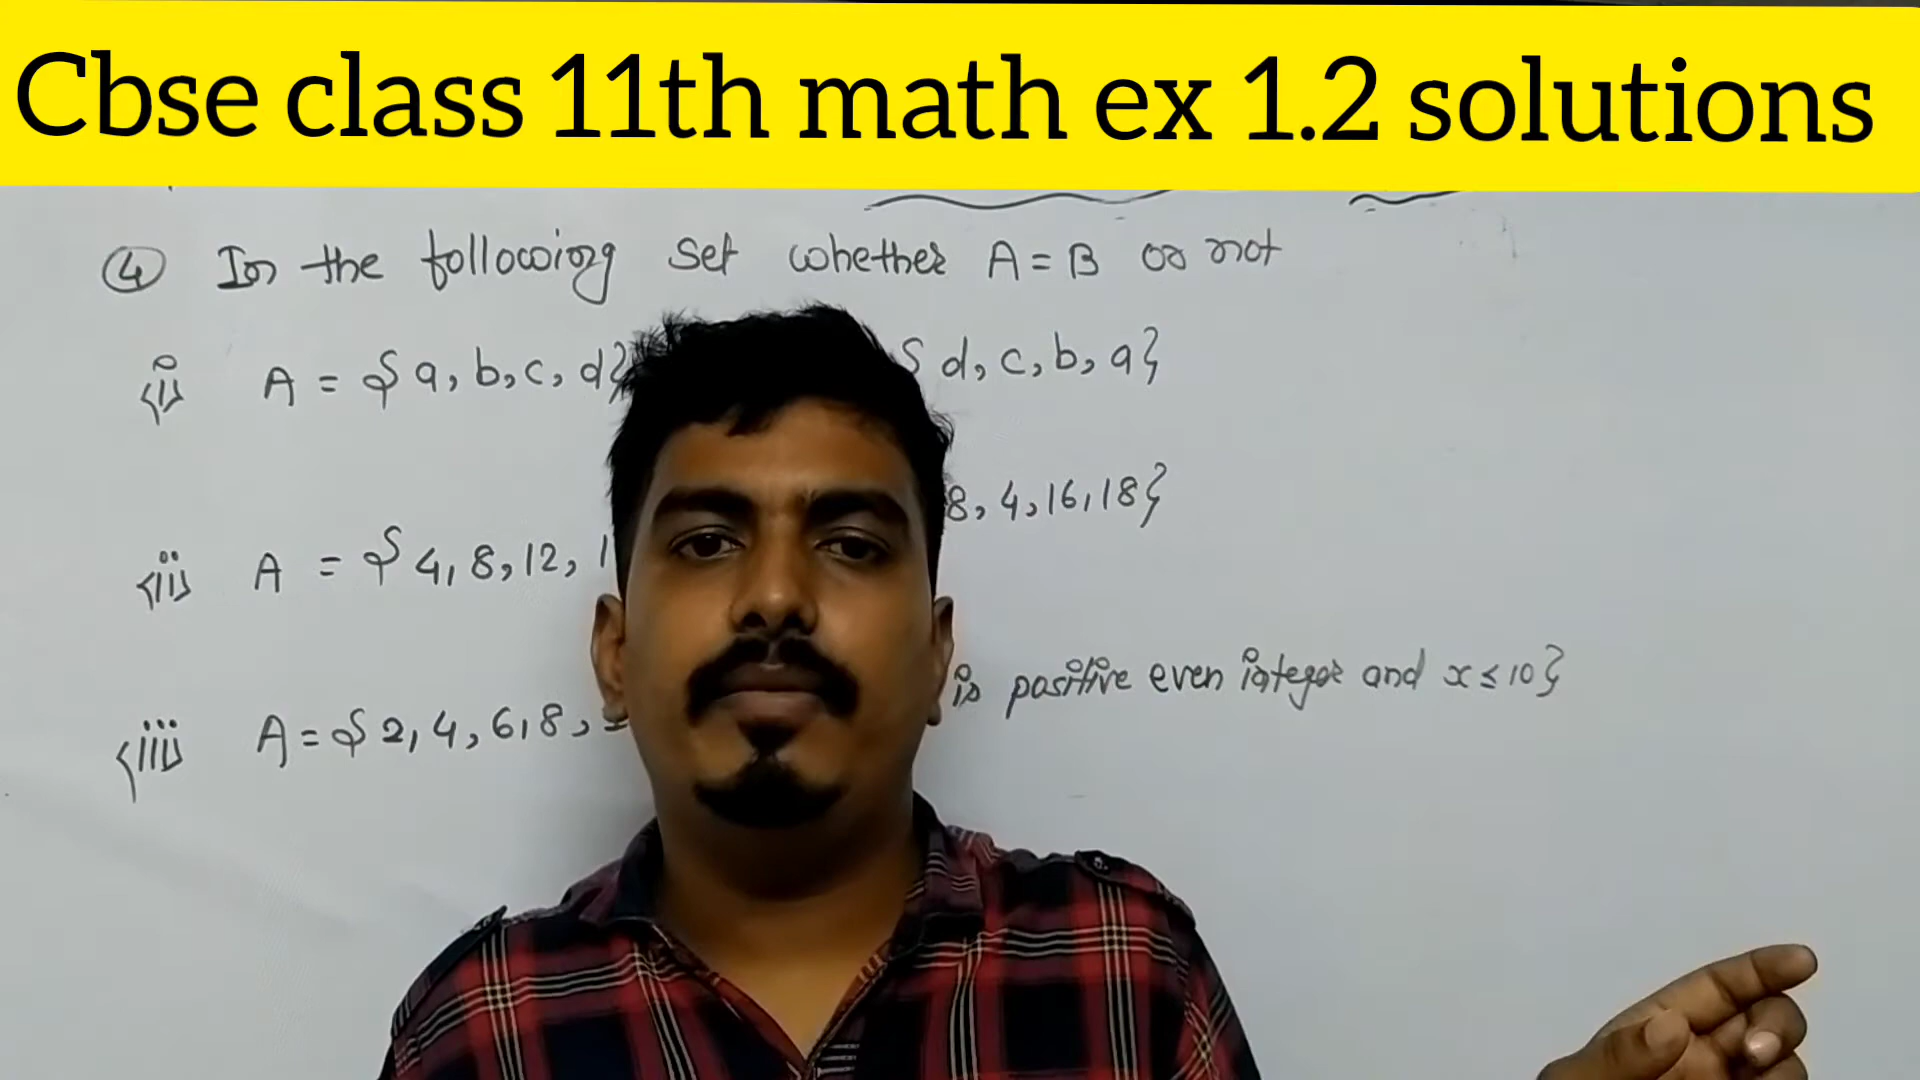 Cbse class 11th math ex 1.2 solutions
④ In the following set whether A = B or not
(i) A = { a, b, c, d} { d, c, b, a}
(ii) A = { 4, 8, 12, 1 8, 4, 16, 18}
(iii) A = { 2, 4, 6, 8, is positive even integer and x ≤ 10}